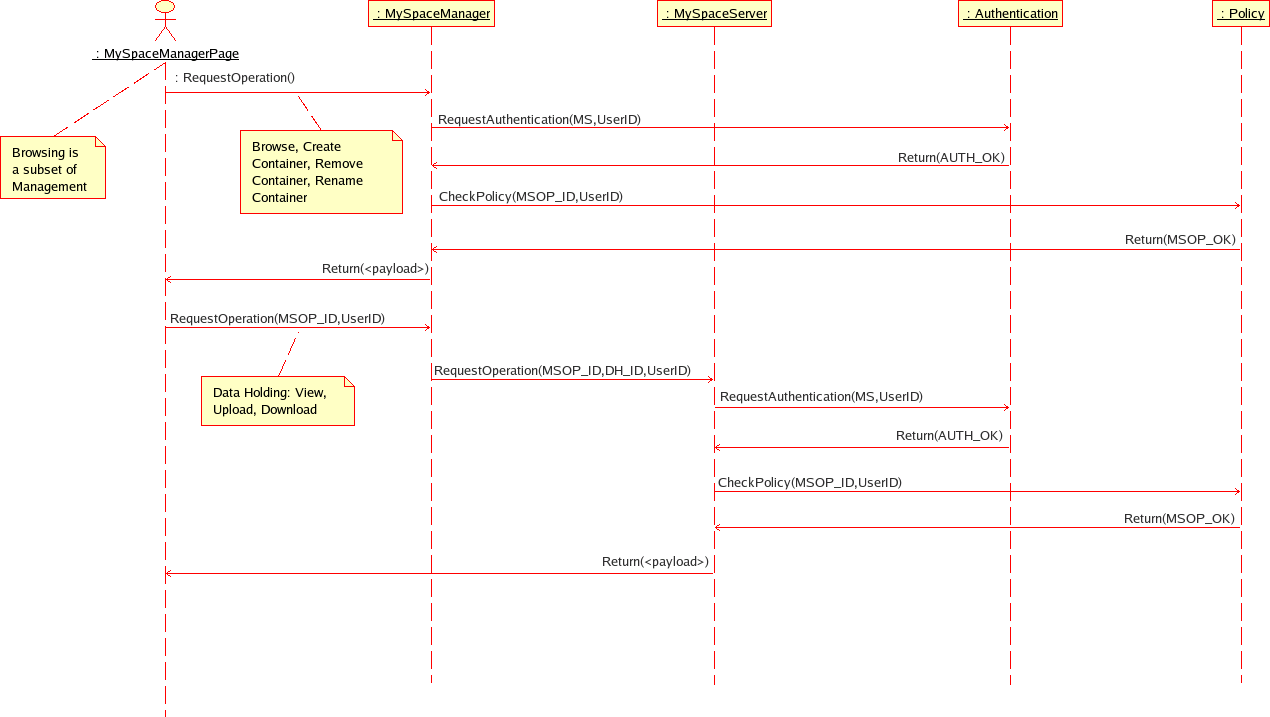 : MySpaceManager
: MySpaceServer
: Authentication
: Policy
: MySpaceManagerPage
: RequestOperation()
RequestAuthentication(MS,UserID)
Browsing is
a subset of
Management
Browse, Create
Container, Remove
Container, Rename
Container
Return(AUTH_OK)
CheckPolicy(MSOP_ID,UserID)
Return(MSOP_OK)
Return(<payload>)
RequestOperation(MSOP_ID,UserID)
RequestOperation(MSOP_ID,DH_ID,UserID)
Data Holding: View,
Upload, Download
RequestAuthentication(MS,UserID)
Return(AUTH_OK)
CheckPolicy(MSOP_ID,UserID)
Return(MSOP_OK)
Return(<payload>)